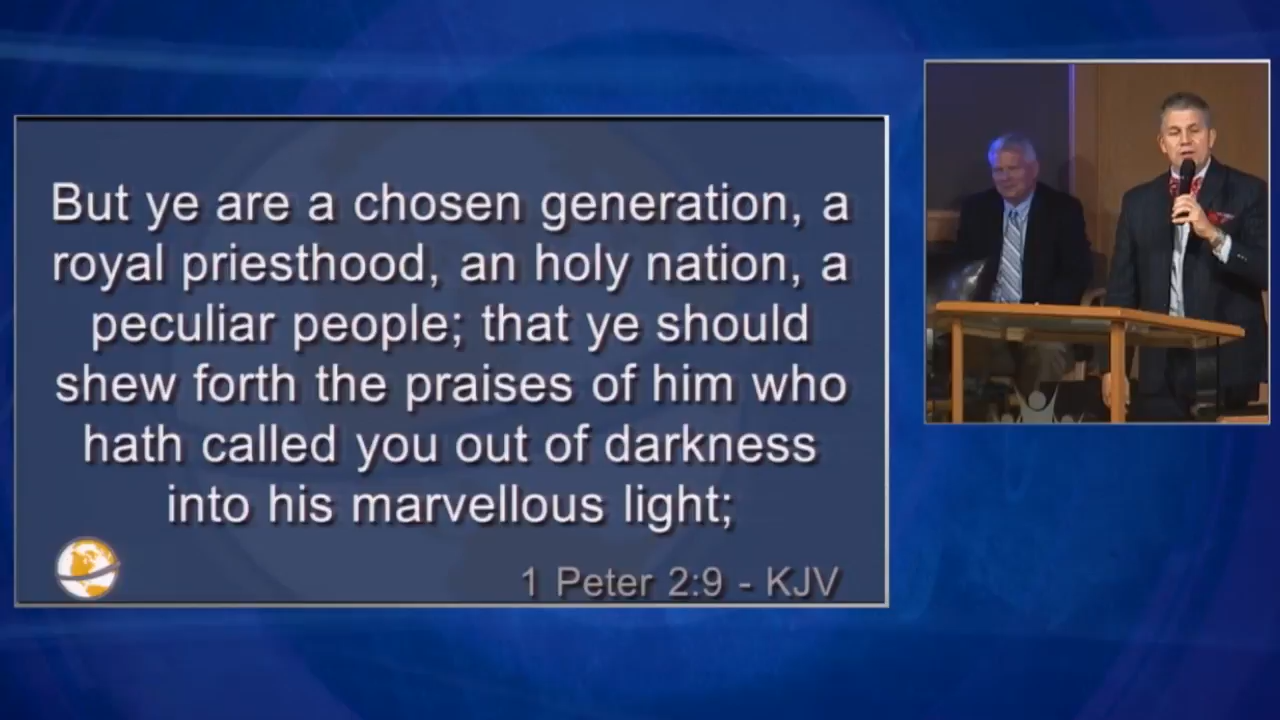 But ye are a chosen generation, a
royal priesthood, an holy nation, a
peculiar people; that ye should
shew forth the praises of him who
hath called you out of darkness
into his marvellous light;
1 Peter 2:9 - KJV